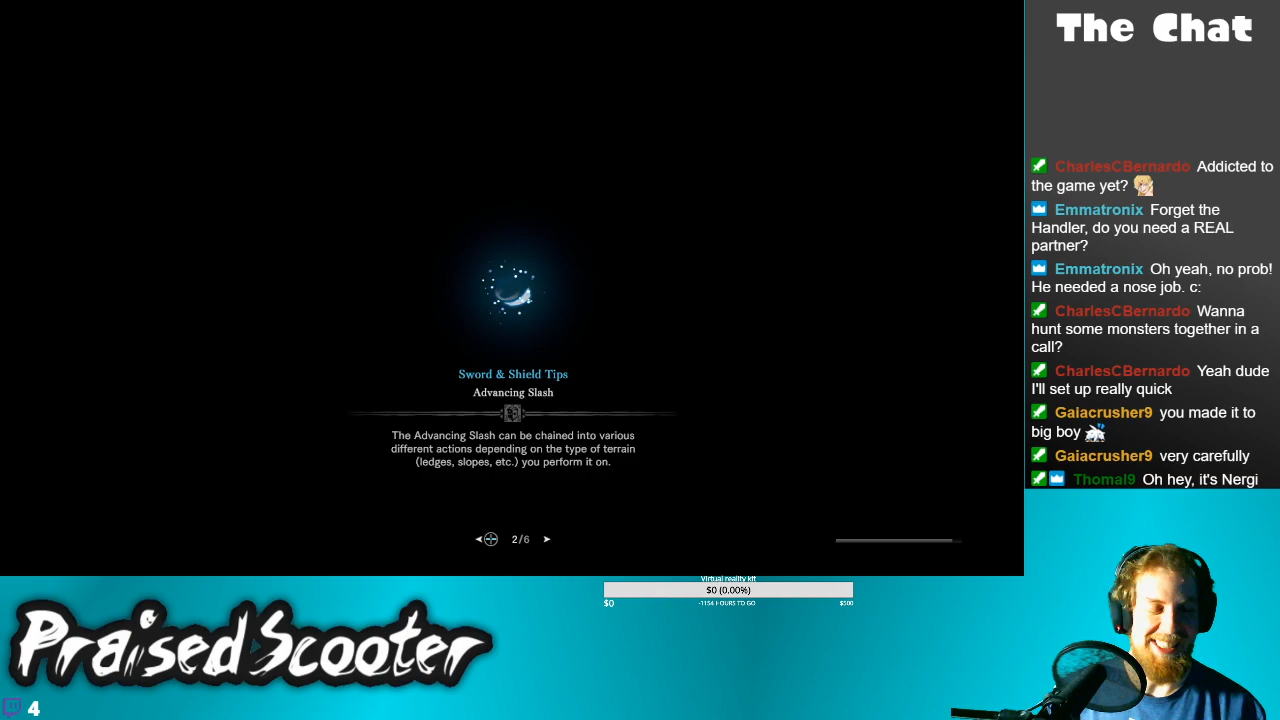 The Chat
CharlesCBernardo Addicted to
the game yet?
Emmatronix Forget the
Handler, do you need a REAL
partner?
Emmatronix Oh yeah, no prob!
He needed a nose job. c:
CharlesCBernardo Wanna
hunt some monsters together in a
call?
CharlesCBernardo Yeah dude
I'll set up really quick
Gaiacrusher9 you made it to
big boy
Gaiacrusher9 very carefully
Thomal9 Oh hey, it's Nergi
Sword & Shield Tips
Advancing Slash
The Advancing Slash can be chained into various
different actions depending on the type of terrain
(ledges, slopes, etc.) you perform it on.
2/6
Virtual reality kit
$0 (0.00%)
$0 -1154 HOURS TO GO $500
PraisedScooter
4